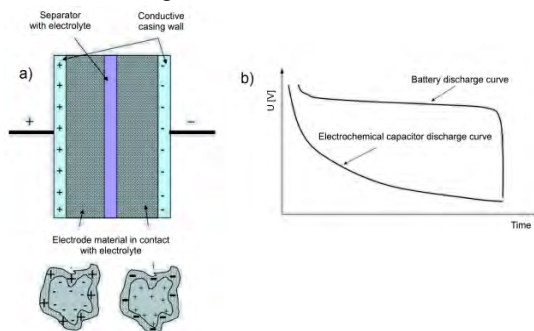 Separator
with electrolyte
Conductive
casing wall
a)
+
−
Electrode material in contact
with electrolyte
b)
U [V]
Battery discharge curve
Electrochemical capacitor discharge curve
Time